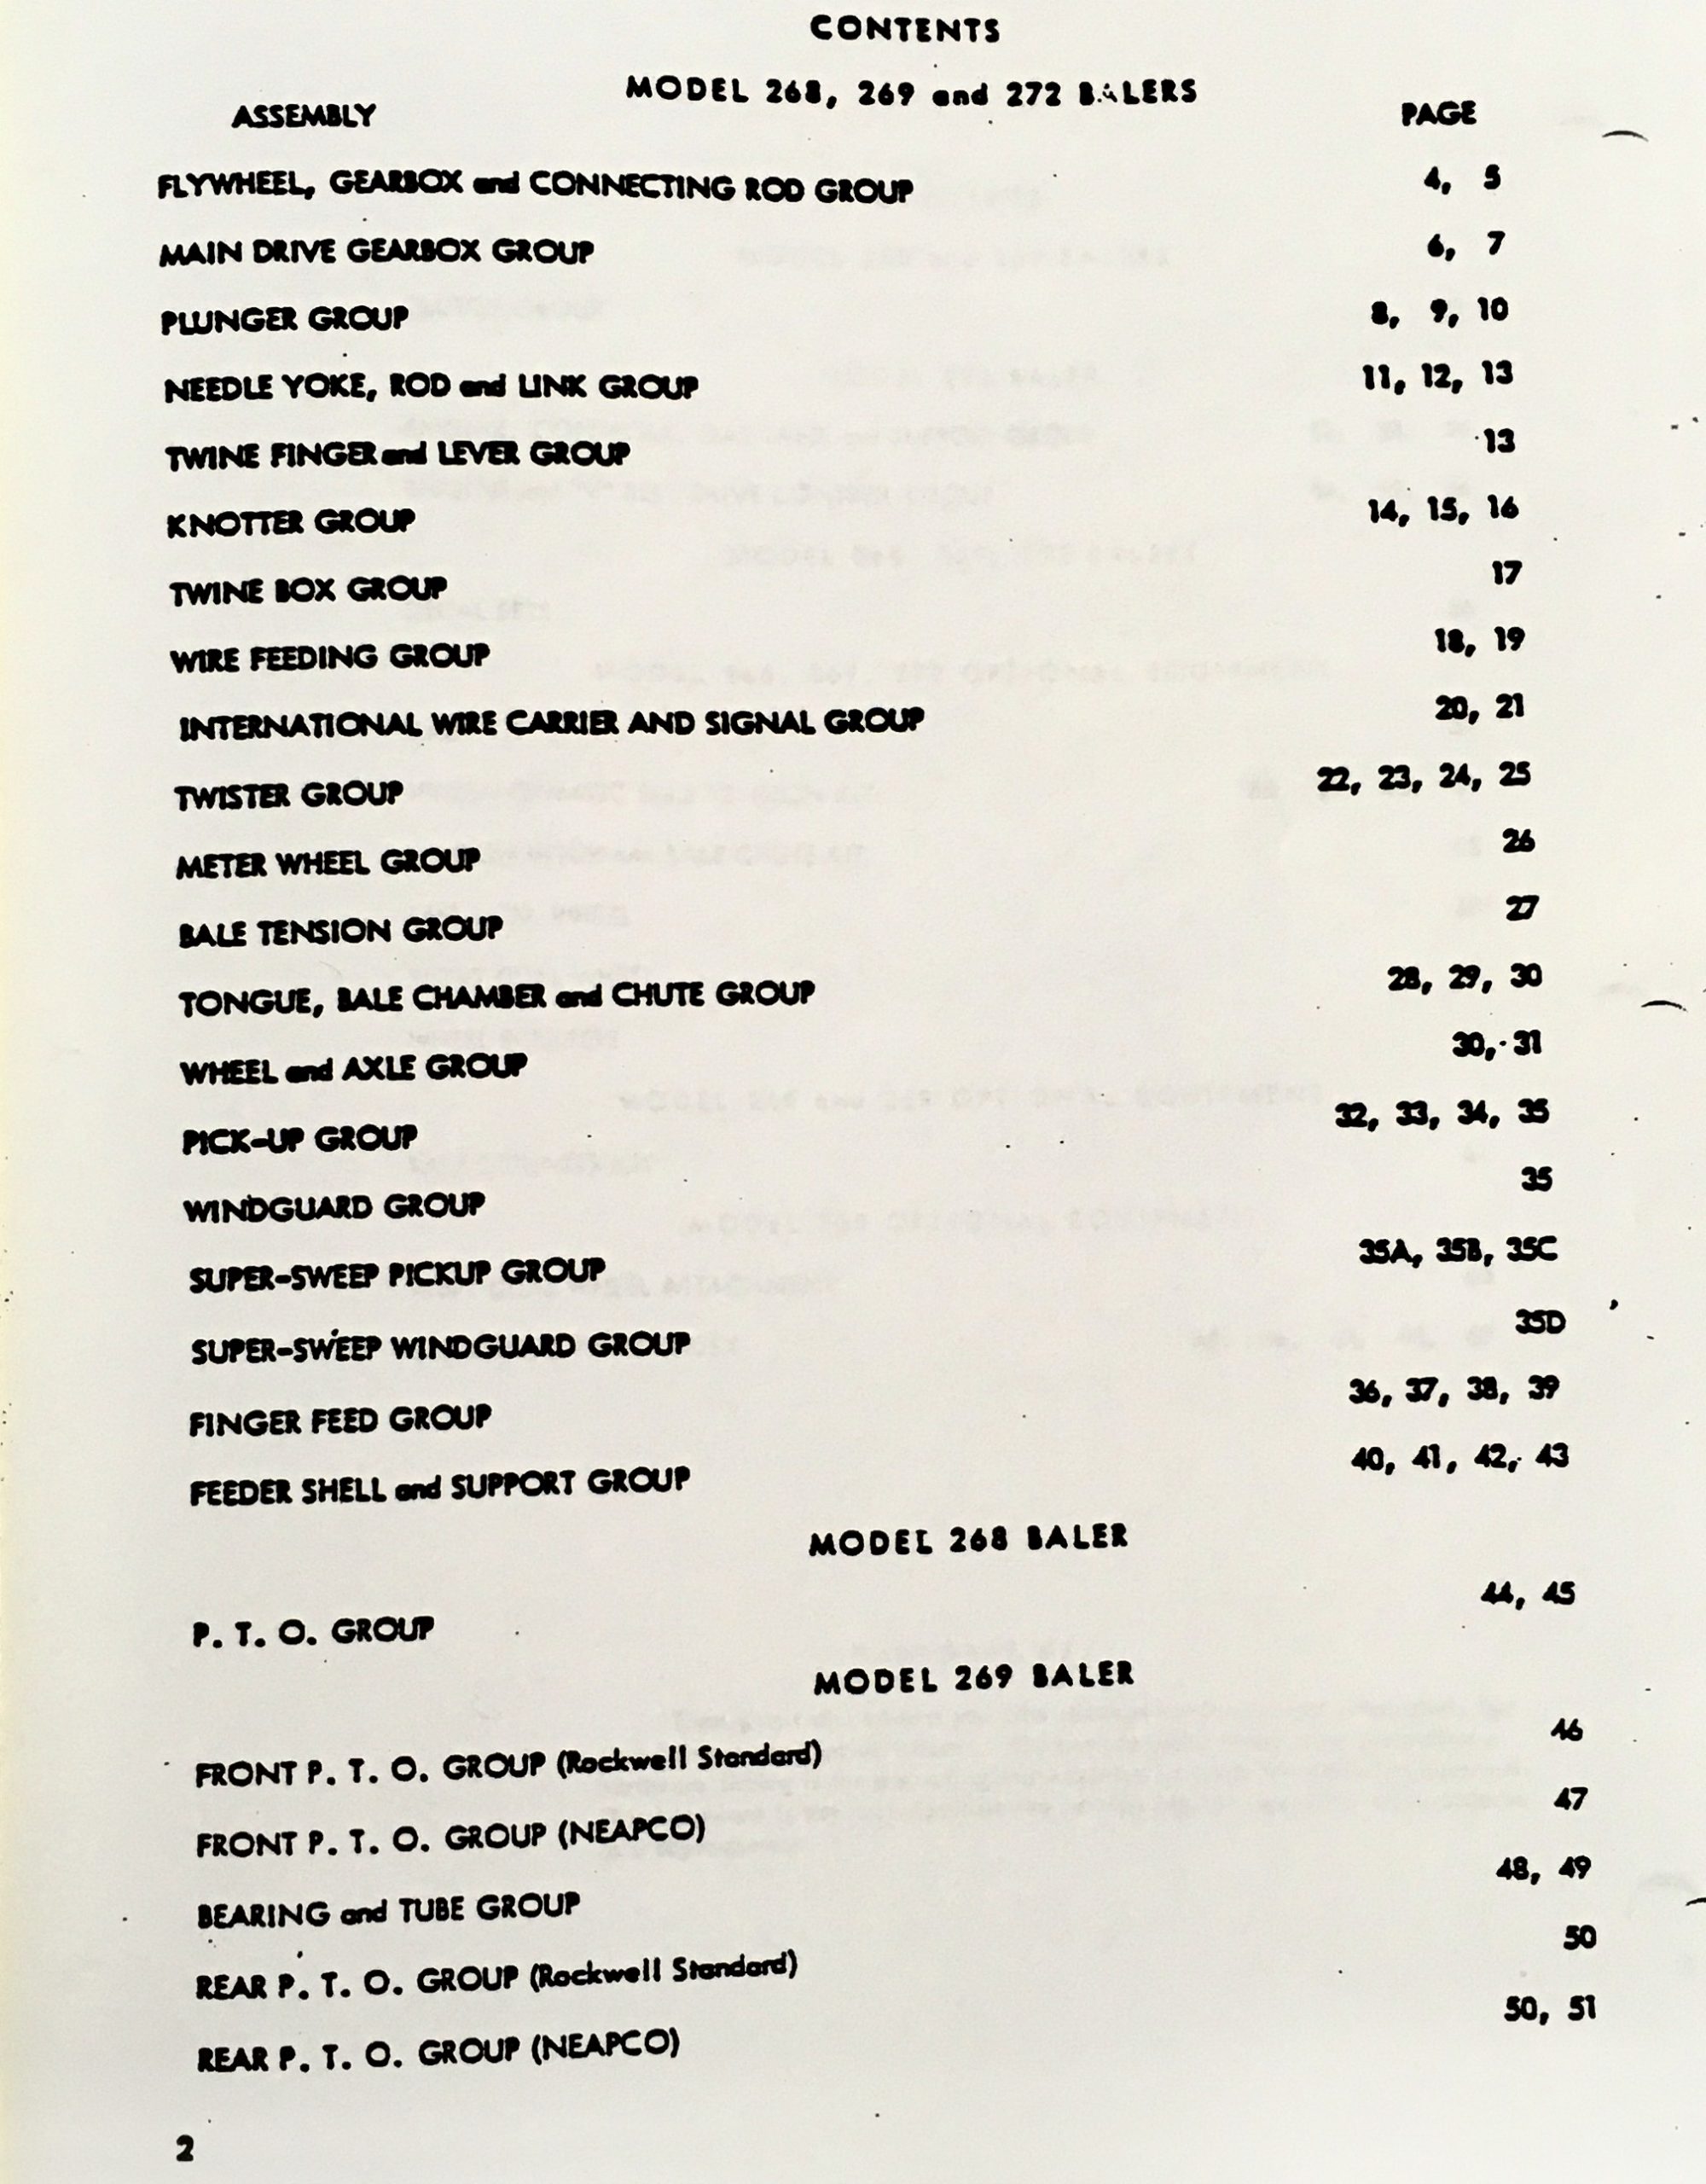 CONTENTS
MODEL 268, 269 and 272 BALERS
ASSEMBLY PAGE
FLYWHEEL, GEARBOX and CONNECTING ROD GROUP 4, 5
MAIN DRIVE GEARBOX GROUP 6, 7
PLUNGER GROUP 8, 9, 10
NEEDLE YOKE, ROD and LINK GROUP 11, 12, 13
TWINE FINGER and LEVER GROUP 13
KNOTTER GROUP 14, 15, 16
TWINE BOX GROUP 17
WIRE FEEDING GROUP 18, 19
INTERNATIONAL WIRE CARRIER AND SIGNAL GROUP 20, 21
TWISTER GROUP 22, 23, 24, 25
METER WHEEL GROUP 26
BALE TENSION GROUP 27
TONGUE, BALE CHAMBER and CHUTE GROUP 28, 29, 30
WHEEL and AXLE GROUP 30, 31
PICK-UP GROUP 32, 33, 34, 35
WINDGUARD GROUP 35
SUPER-SWEEP PICKUP GROUP 35A, 35B, 35C
SUPER-SWEEP WINDGUARD GROUP 35D
FINGER FEED GROUP 36, 37, 38, 39
FEEDER SHELL and SUPPORT GROUP 40, 41, 42, 43
MODEL 268 BALER
P. T. O. GROUP 44, 45
MODEL 269 BALER
FRONT P. T. O. GROUP (Rockwell Standard) 46
FRONT P. T. O. GROUP (NEAPCO) 47
BEARING and TUBE GROUP 48, 49
REAR P. T. O. GROUP (Rockwell Standard) 50
REAR P. T. O. GROUP (NEAPCO) 50, 51
2